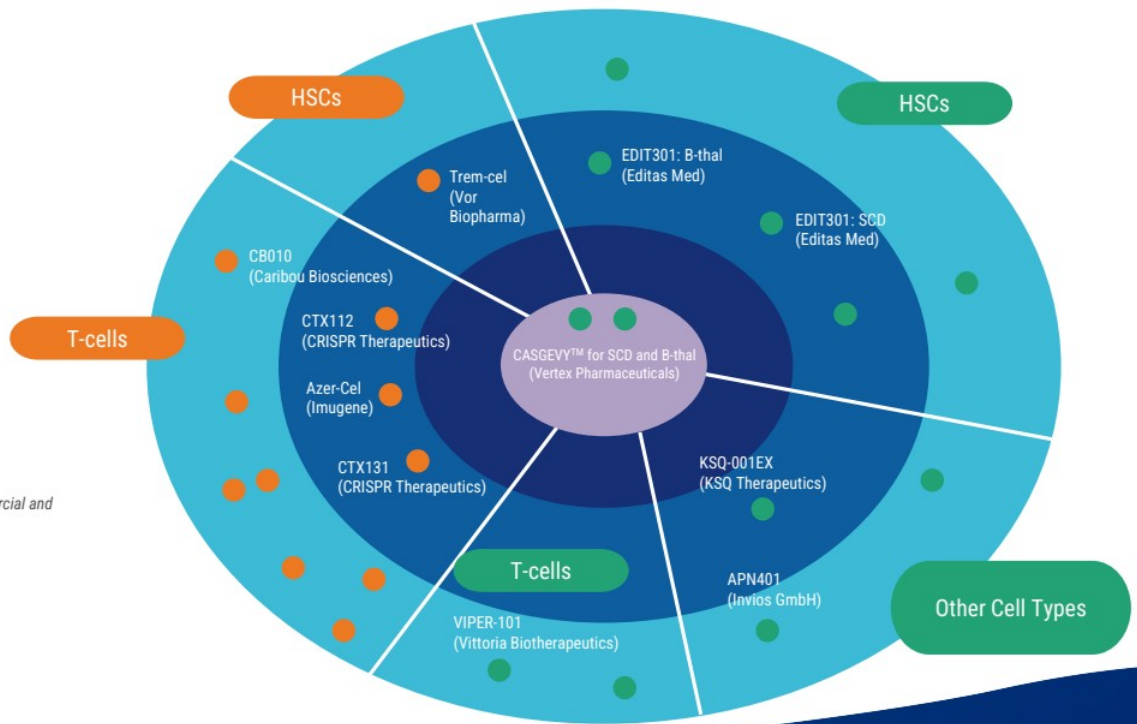 HSCs
HSCs
EDIT301: B-thal
(Editas Med)
Trem-cel
(Vor
Biopharma)
EDIT301: SCD
(Editas Med)
CB010
(Caribou Biosciences)
CTX112
(CRISPR Therapeutics)
T-cells
CASGEVY™ for SCD and B-thal
(Vertex Pharmaceuticals)
Azer-Cel
(Imugene)
CTX131
(CRISPR Therapeutics)
KSQ-001EX
(KSQ Therapeutics)
rcial and
T-cells
APN401
(Invios GmbH)
Other Cell Types
VIPER-101
(Vittoria Biotherapeutics)